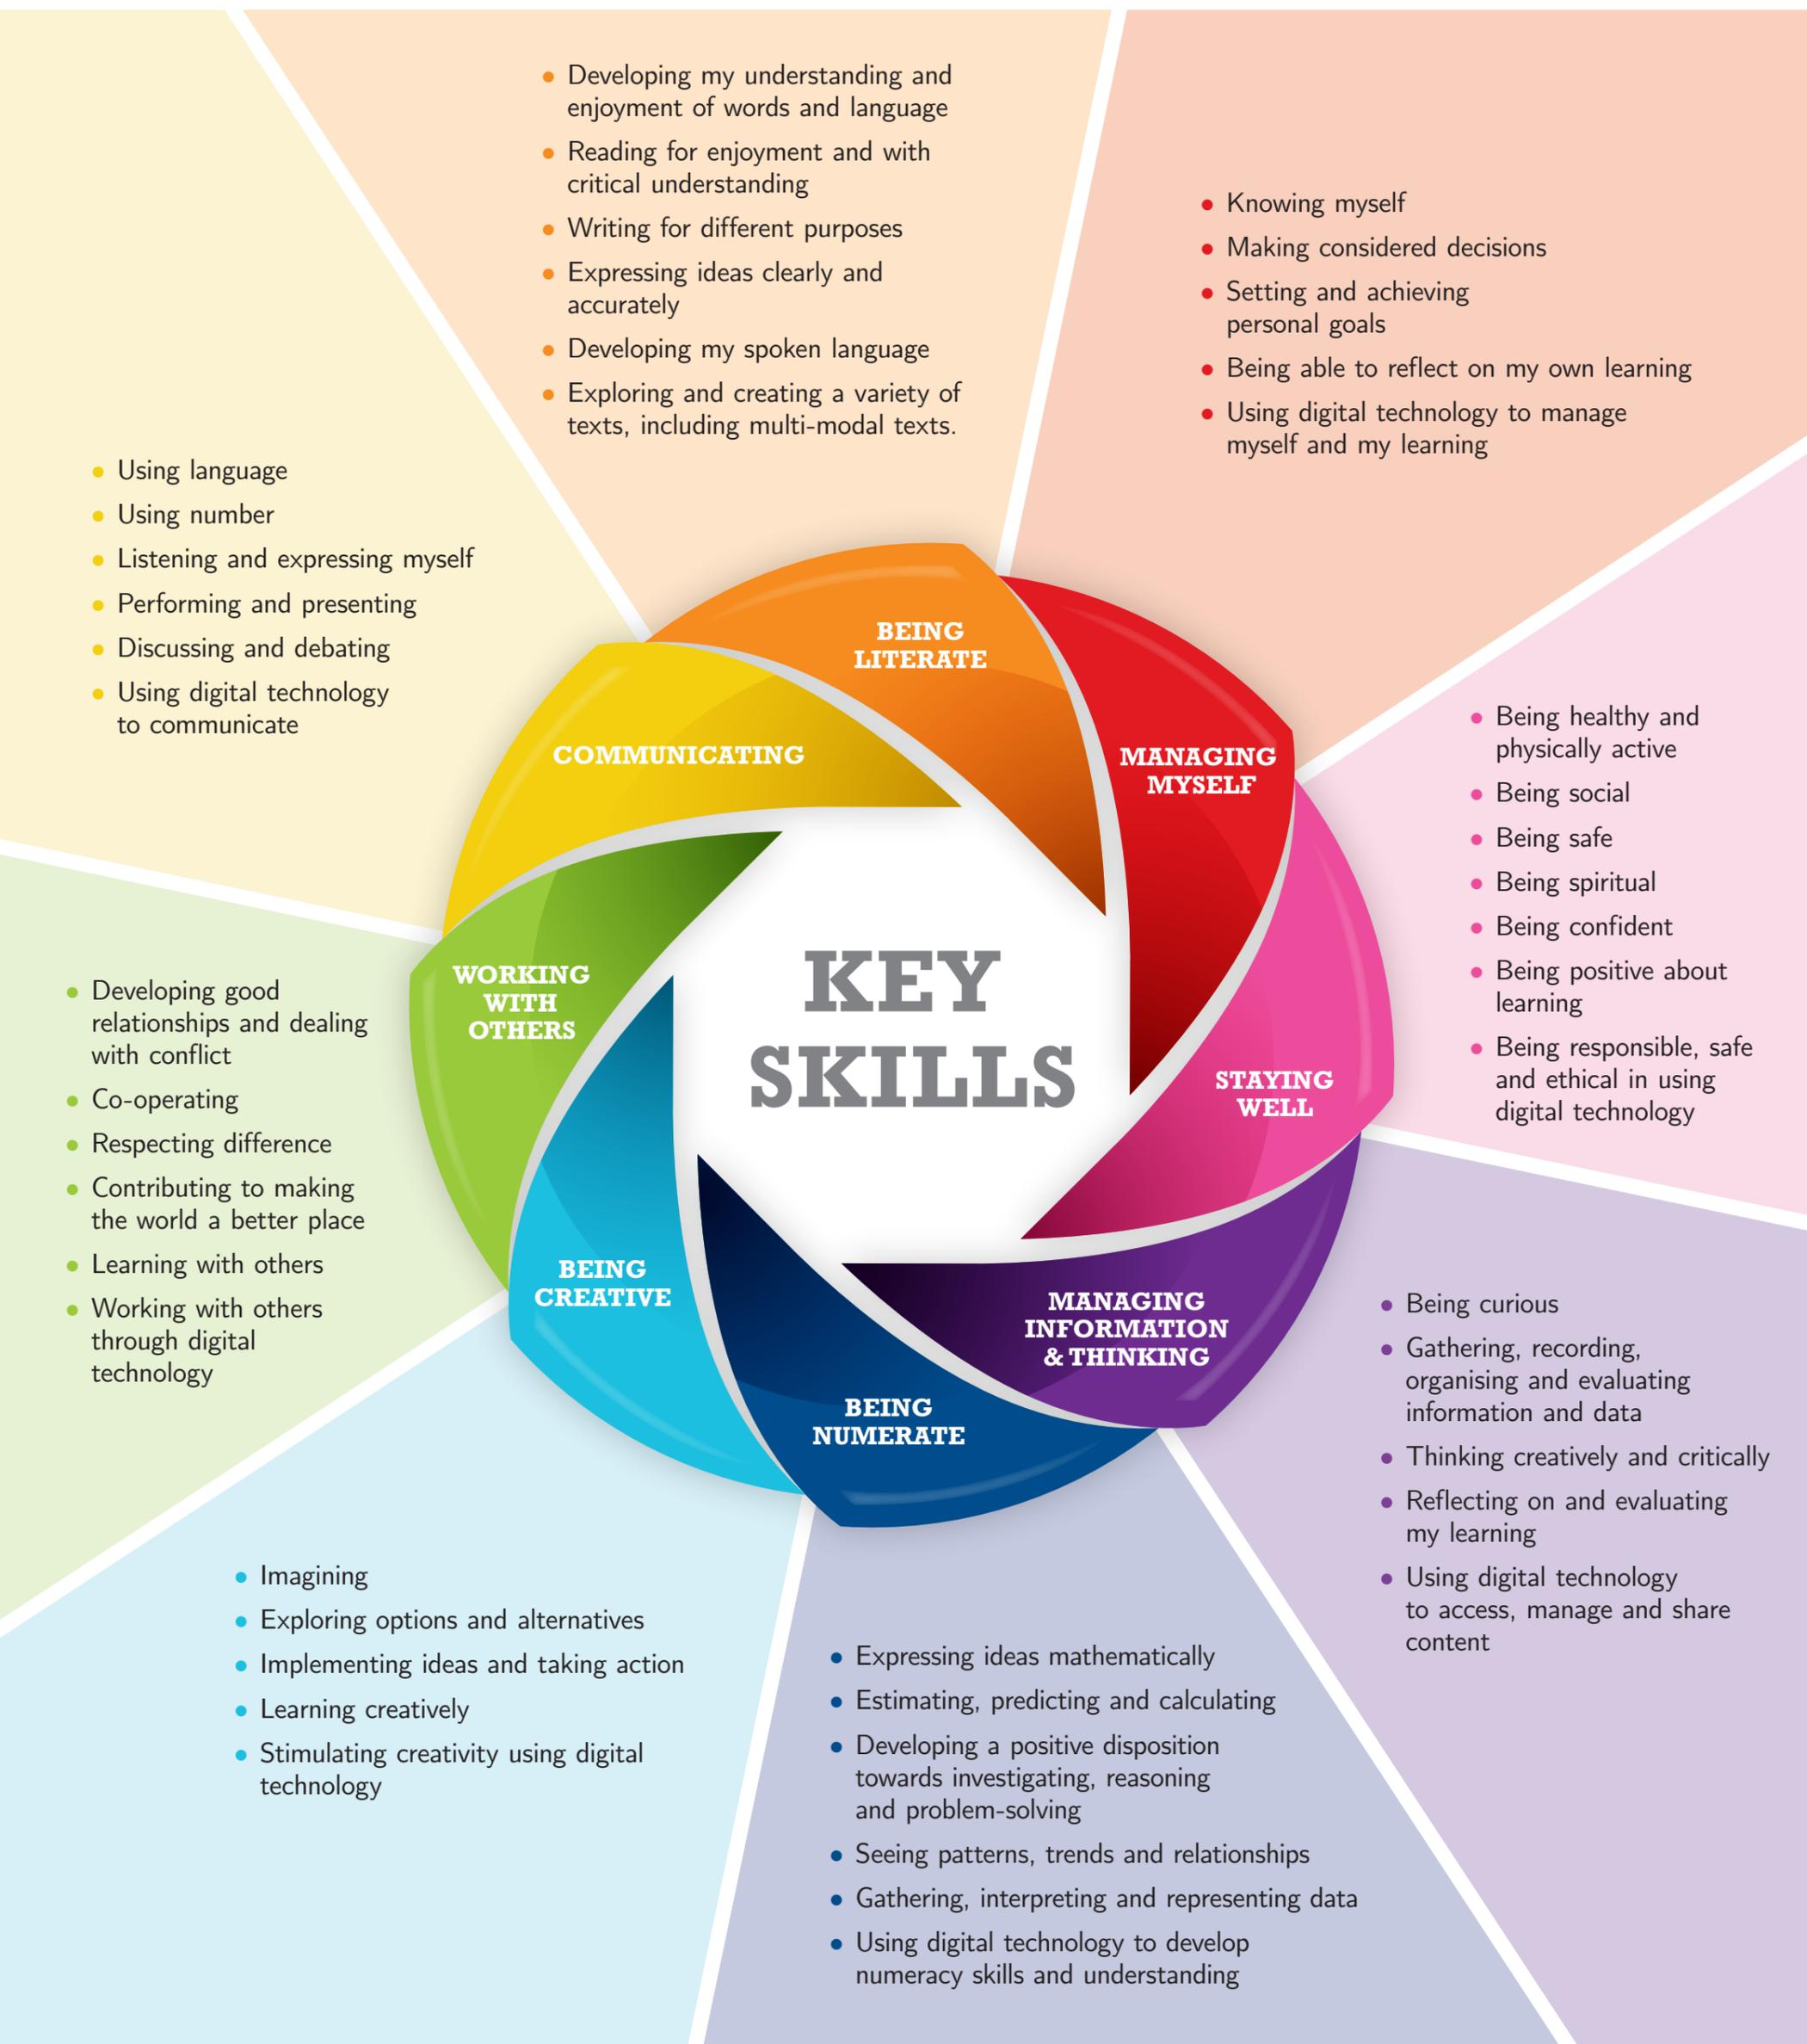 • Developing my understanding and
enjoyment of words and language
• Reading for enjoyment and with
critical understanding
• Writing for different purposes
• Expressing ideas clearly and
accurately
• Developing my spoken language
• Exploring and creating a variety of
texts, including multi-modal texts.
• Knowing myself
• Making considered decisions
• Setting and achieving
personal goals
• Being able to reflect on my own learning
• Using digital technology to manage
myself and my learning
• Using language
• Using number
• Listening and expressing myself
• Performing and presenting
• Discussing and debating
• Using digital technology
to communicate
BEING
LITERATE
COMMUNICATING
MANAGING
MYSELF
• Being healthy and
physically active
• Being social
• Being safe
• Being spiritual
• Being confident
• Being positive about
learning
• Being responsible, safe
and ethical in using
digital technology
WORKING
WITH
OTHERS
KEY
SKILLS
STAYING
WELL
• Developing good
relationships and dealing
with conflict
• Co-operating
• Respecting difference
• Contributing to making
the world a better place
• Learning with others
• Working with others
through digital
technology
BEING
CREATIVE
MANAGING
INFORMATION
& THINKING
BEING
NUMERATE
• Being curious
• Gathering, recording,
organising and evaluating
information and data
• Thinking creatively and critically
• Reflecting on and evaluating
my learning
• Using digital technology
to access, manage and share
content
• Imagining
• Exploring options and alternatives
• Implementing ideas and taking action
• Learning creatively
• Stimulating creativity using digital
technology
• Expressing ideas mathematically
• Estimating, predicting and calculating
• Developing a positive disposition
towards investigating, reasoning
and problem-solving
• Seeing patterns, trends and relationships
• Gathering, interpreting and representing data
• Using digital technology to develop
numeracy skills and understanding